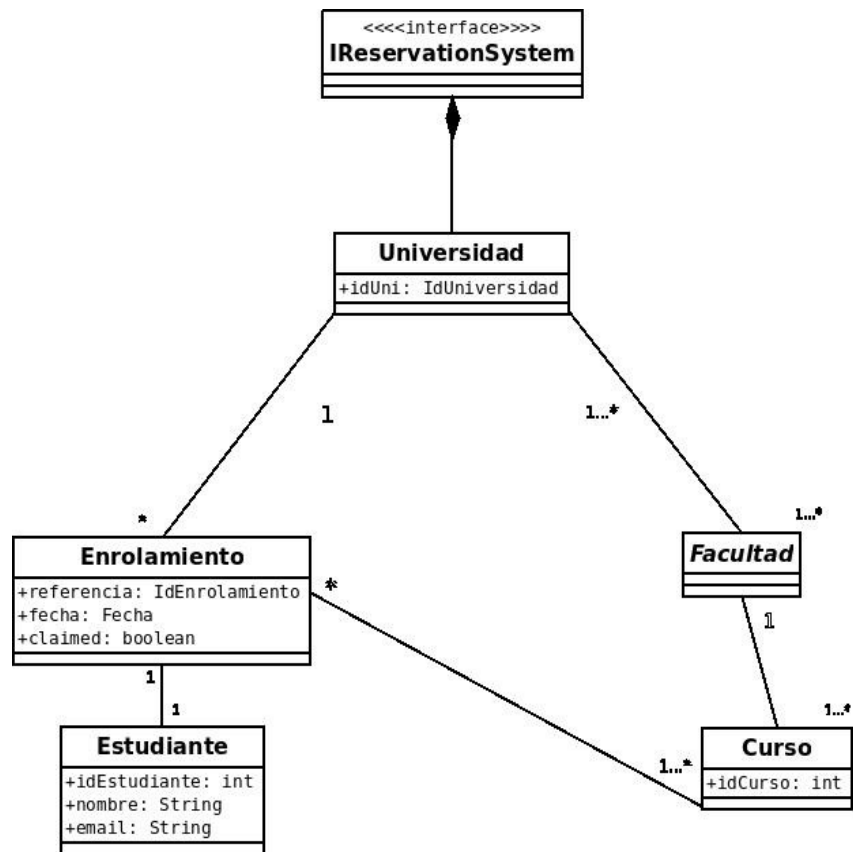 <<<<interface>>>>
IReservationSystem
Universidad
+idUni: IdUniversidad
1
1...*
*
1...*
Enrolamiento
+referencia: IdEnrolamiento
+fecha: Fecha
+claimed: boolean
*
Facultad
1
1
1
1...*
Estudiante
+idEstudiante: int
+nombre: String
+email: String
1...*
Curso
+idCurso: int